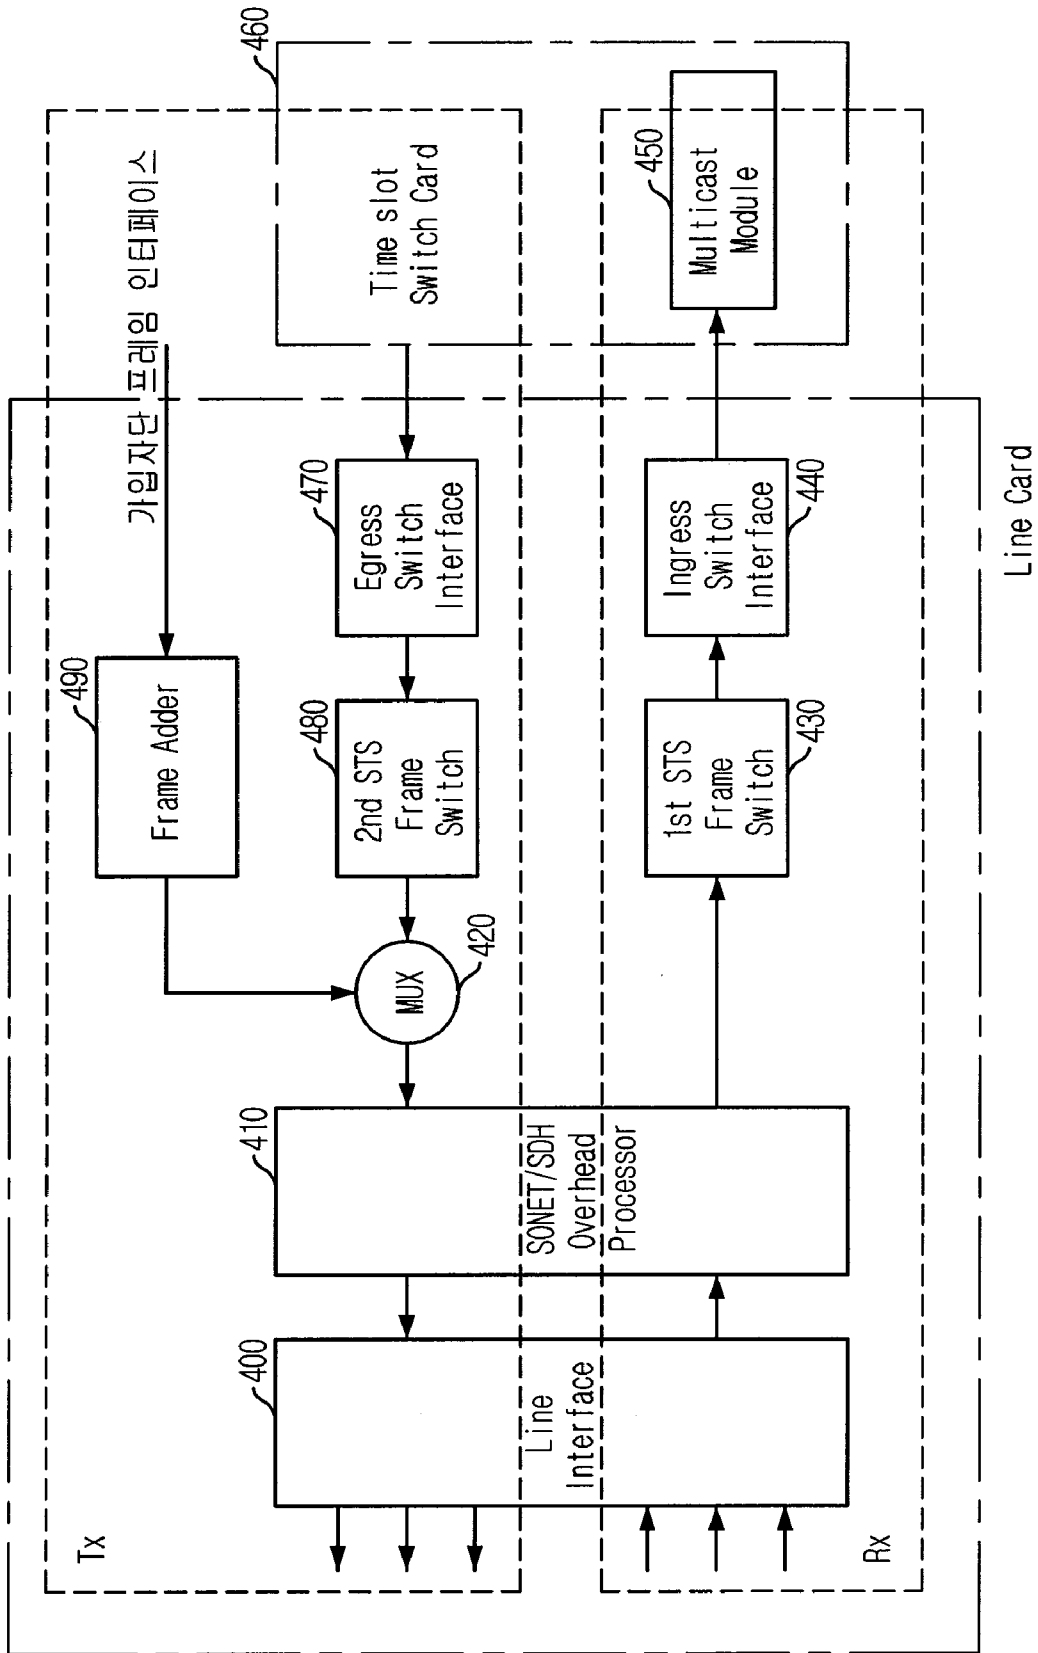 460
가입자단 프레임 인터페이스
Time slot
Switch Card
450
Multicast
Module
490
Frame Adder
470
Egress
Switch
Interface
480
2nd STS
Frame
Switch
MUX
420
440
Ingress
Switch
Interface
430
1st STS
Frame
Switch
410
SONET/SDH
Overhead
Processor
400
Line
Interface
Tx
Rx
Line Card